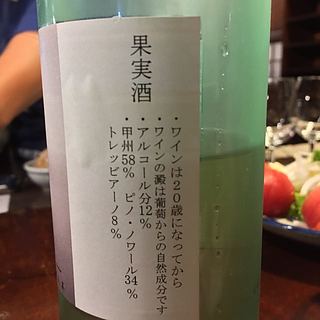 果実酒
・ワインは20歳になってから
・ワインの澱は葡萄からの自然成分です
・アルコール分12%
・甲州58% ピノ・ノワール34%
トレッビアーノ8%